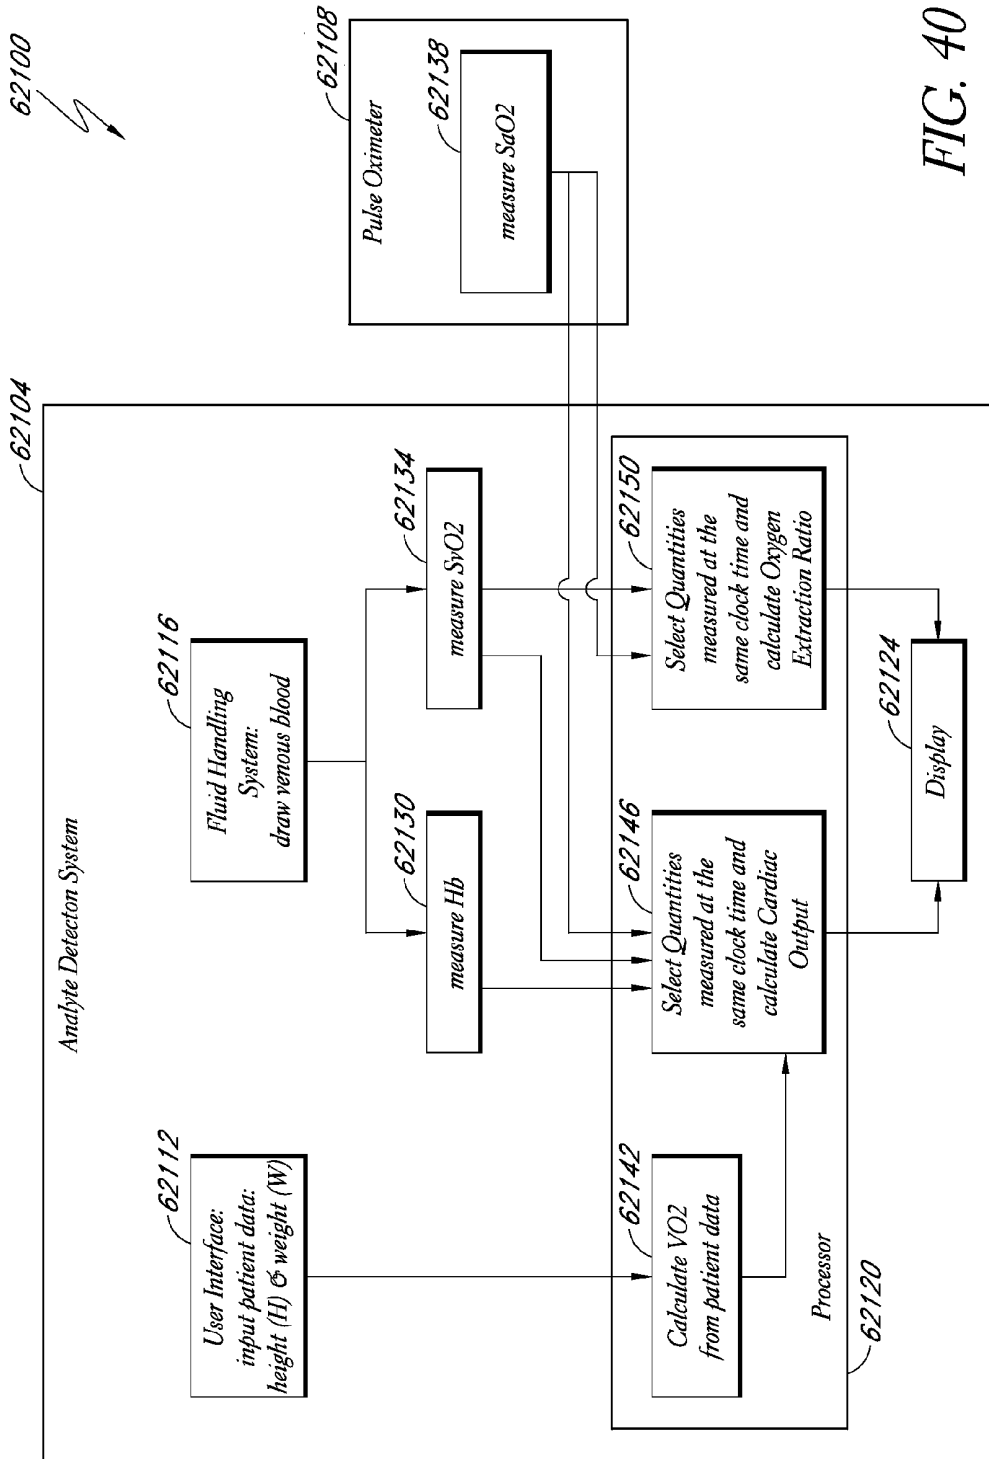 62100
62104
Analyte Detecton System
62108
Pulse Oximeter
62112
User Interface:
input patient data:
height (H) & weight (W)
62116
Fluid Handling
System:
draw venous blood
62130
measure Hb
62134
measure SvO2
62138
measure SaO2
62142
Calculate VO2
from patient data
62146
Select Quantities
measured at the
same clock time and
calculate Cardiac
Output
62150
Select Quantities
measured at the
same clock time and
calculate Oxygen
Extraction Ratio
Processor
62120
62124
Display
FIG. 40